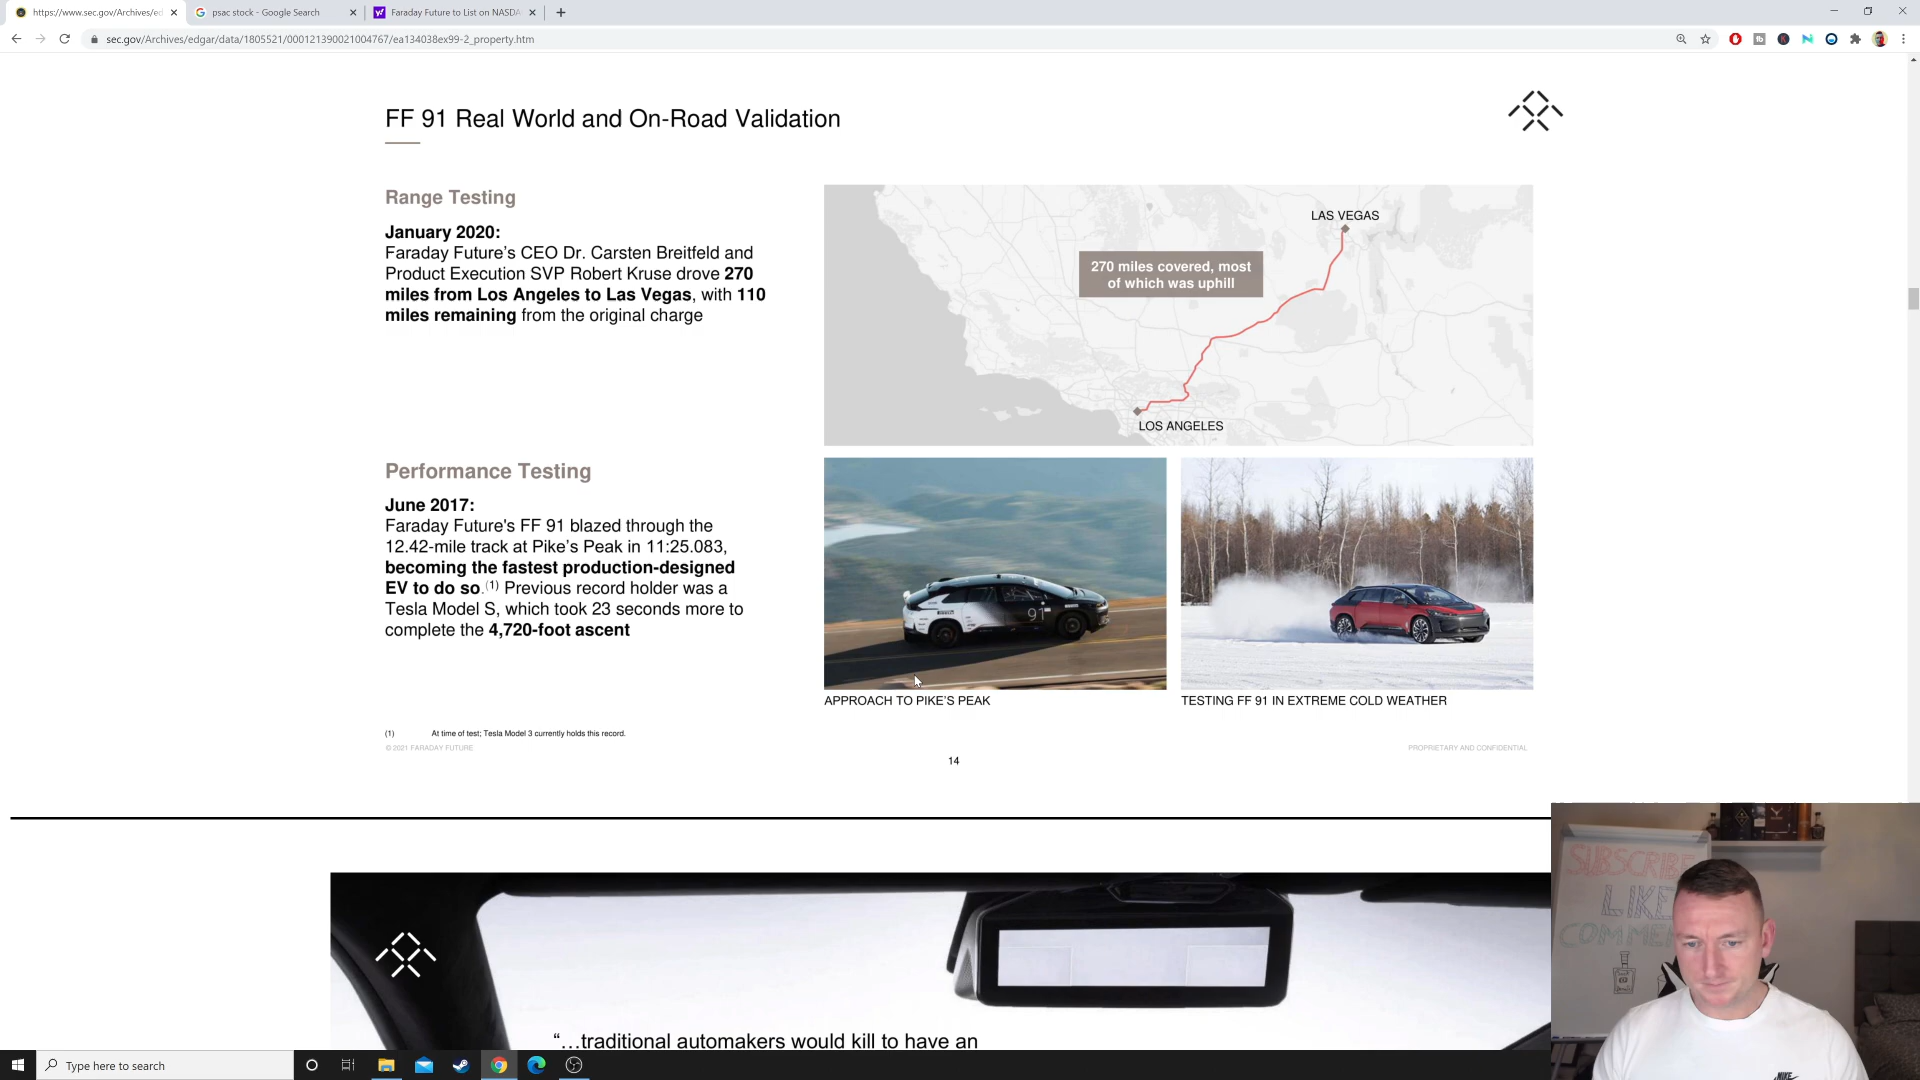 https://www.sec.gov/Archives/ed
psac stock - Google Search
Faraday Future to List on NASDA
sec.gov/Archives/edgar/data/1805521/000121390021004767/ea134038ex99-2_property.htm
FF 91 Real World and On-Road Validation
Range Testing
January 2020:
Faraday Future’s CEO Dr. Carsten Breitfeld and
Product Execution SVP Robert Kruse drove 270
miles from Los Angeles to Las Vegas, with 110
miles remaining from the original charge
LAS VEGAS
270 miles covered, most
of which was uphill
LOS ANGELES
Performance Testing
June 2017:
Faraday Future's FF 91 blazed through the
12.42-mile track at Pike’s Peak in 11:25.083,
becoming the fastest production-designed
EV to do so.(1) Previous record holder was a
Tesla Model S, which took 23 seconds more to
complete the 4,720-foot ascent
91
APPROACH TO PIKE’S PEAK
TESTING FF 91 IN EXTREME COLD WEATHER
(1) At time of test; Tesla Model 3 currently holds this record.
© 2021 FARADAY FUTURE
PROPRIETARY AND CONFIDENTIAL
14
“…traditional automakers would kill to have an
SUBSCRIBE
LIKE
COMME
NIKE
Type here to search